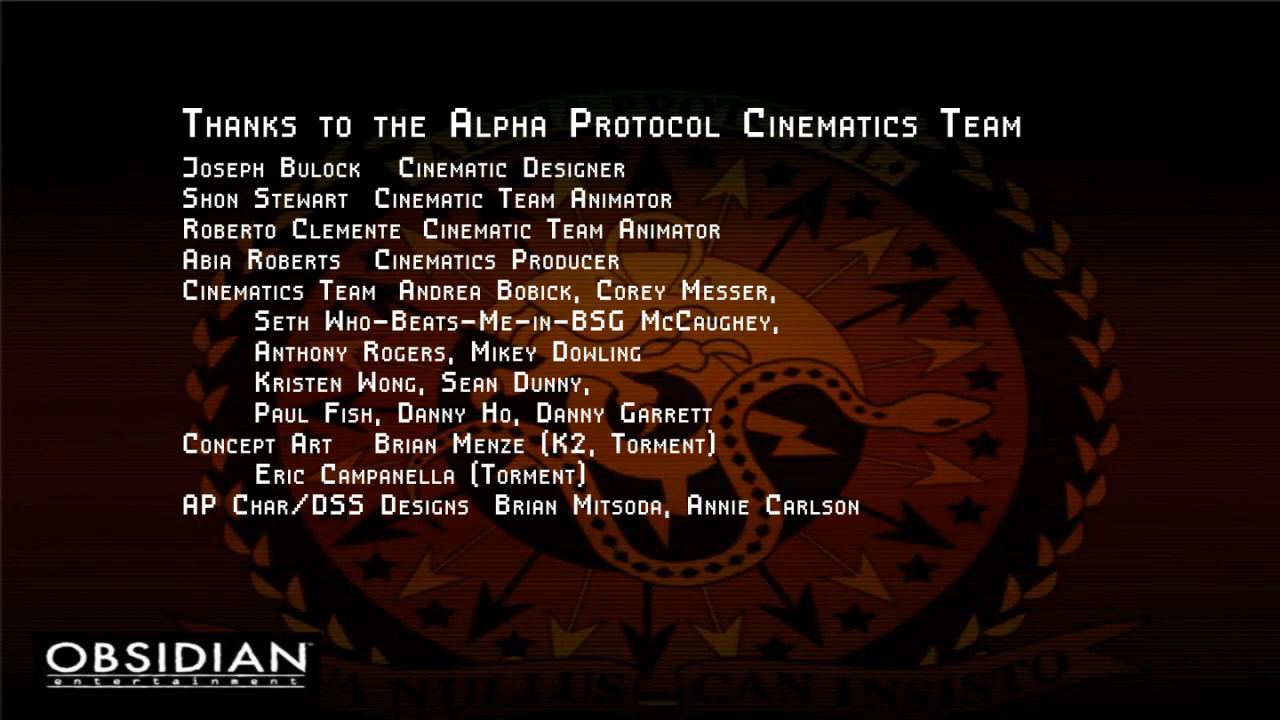 Thanks to the Alpha Protocol Cinematics Team
Joseph Bulock Cinematic Designer
Shon Stewart Cinematic Team Animator
Roberto Clemente Cinematic Team Animator
Abia Roberts Cinematics Producer
Cinematics Team Andrea Bobick, Corey Messer,
Seth Who-Beats-Me-in-BSG McCaughey,
Anthony Rogers, Mikey Dowling
Kristen Wong, Sean Dunny,
Paul Fish, Danny Ho, Danny Garrett
Concept Art Brian Menze (K2, Torment)
Eric Campanella (Torment)
AP Char/DSS Designs Brian Mitsoda, Annie Carlson
OBSIDIAN
entertainment
NULLUS CAN INSISTO